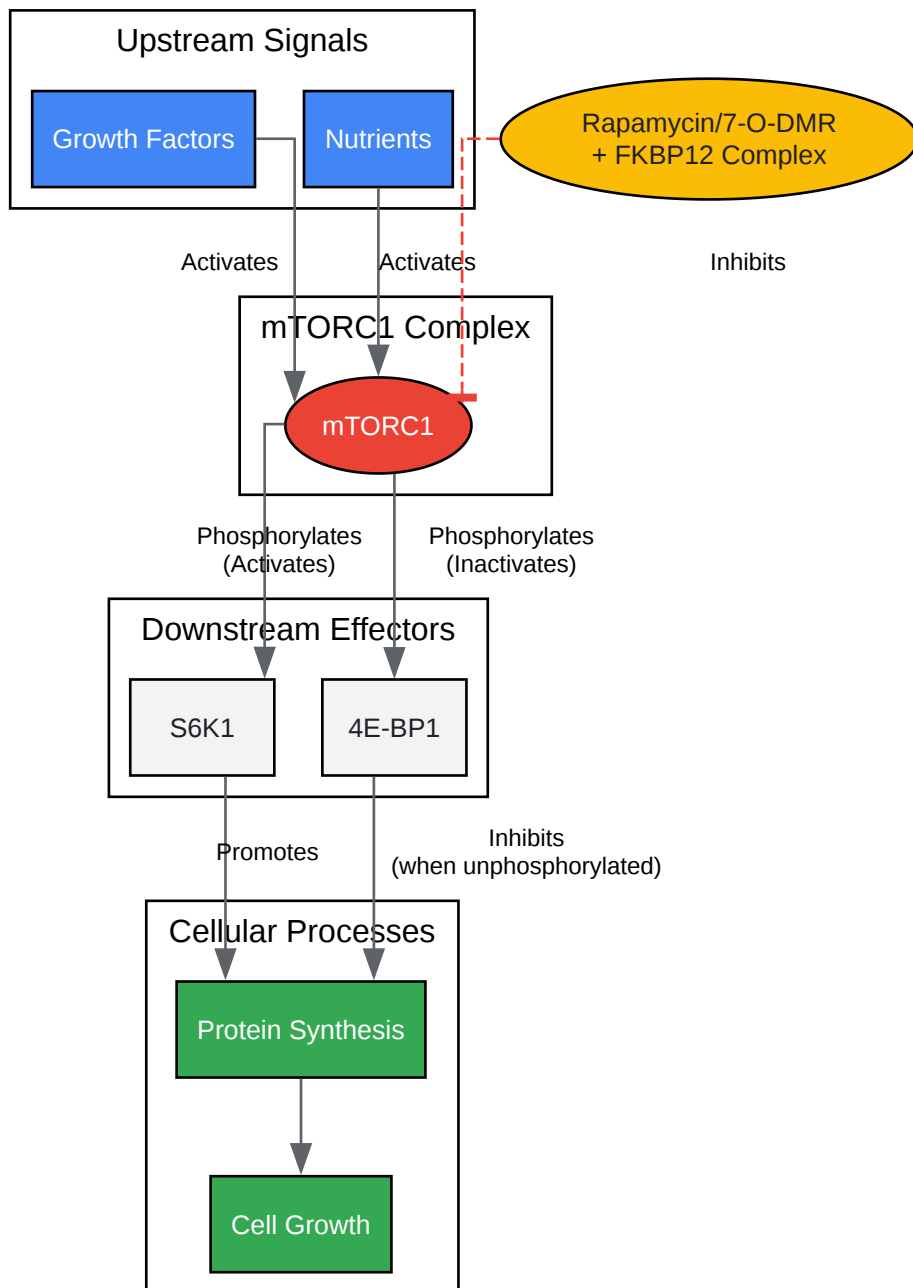 Upstream Signals
Growth Factors
Nutrients
Rapamycin/7-O-DMR
+ FKBP12 Complex
Activates
Activates
Inhibits
mTORC1 Complex
mTORC1
Phosphorylates
(Activates)
Phosphorylates
(Inactivates)
Downstream Effectors
S6K1
4E-BP1
Promotes
Inhibits
(when unphosphorylated)
Cellular Processes
Protein Synthesis
Cell Growth